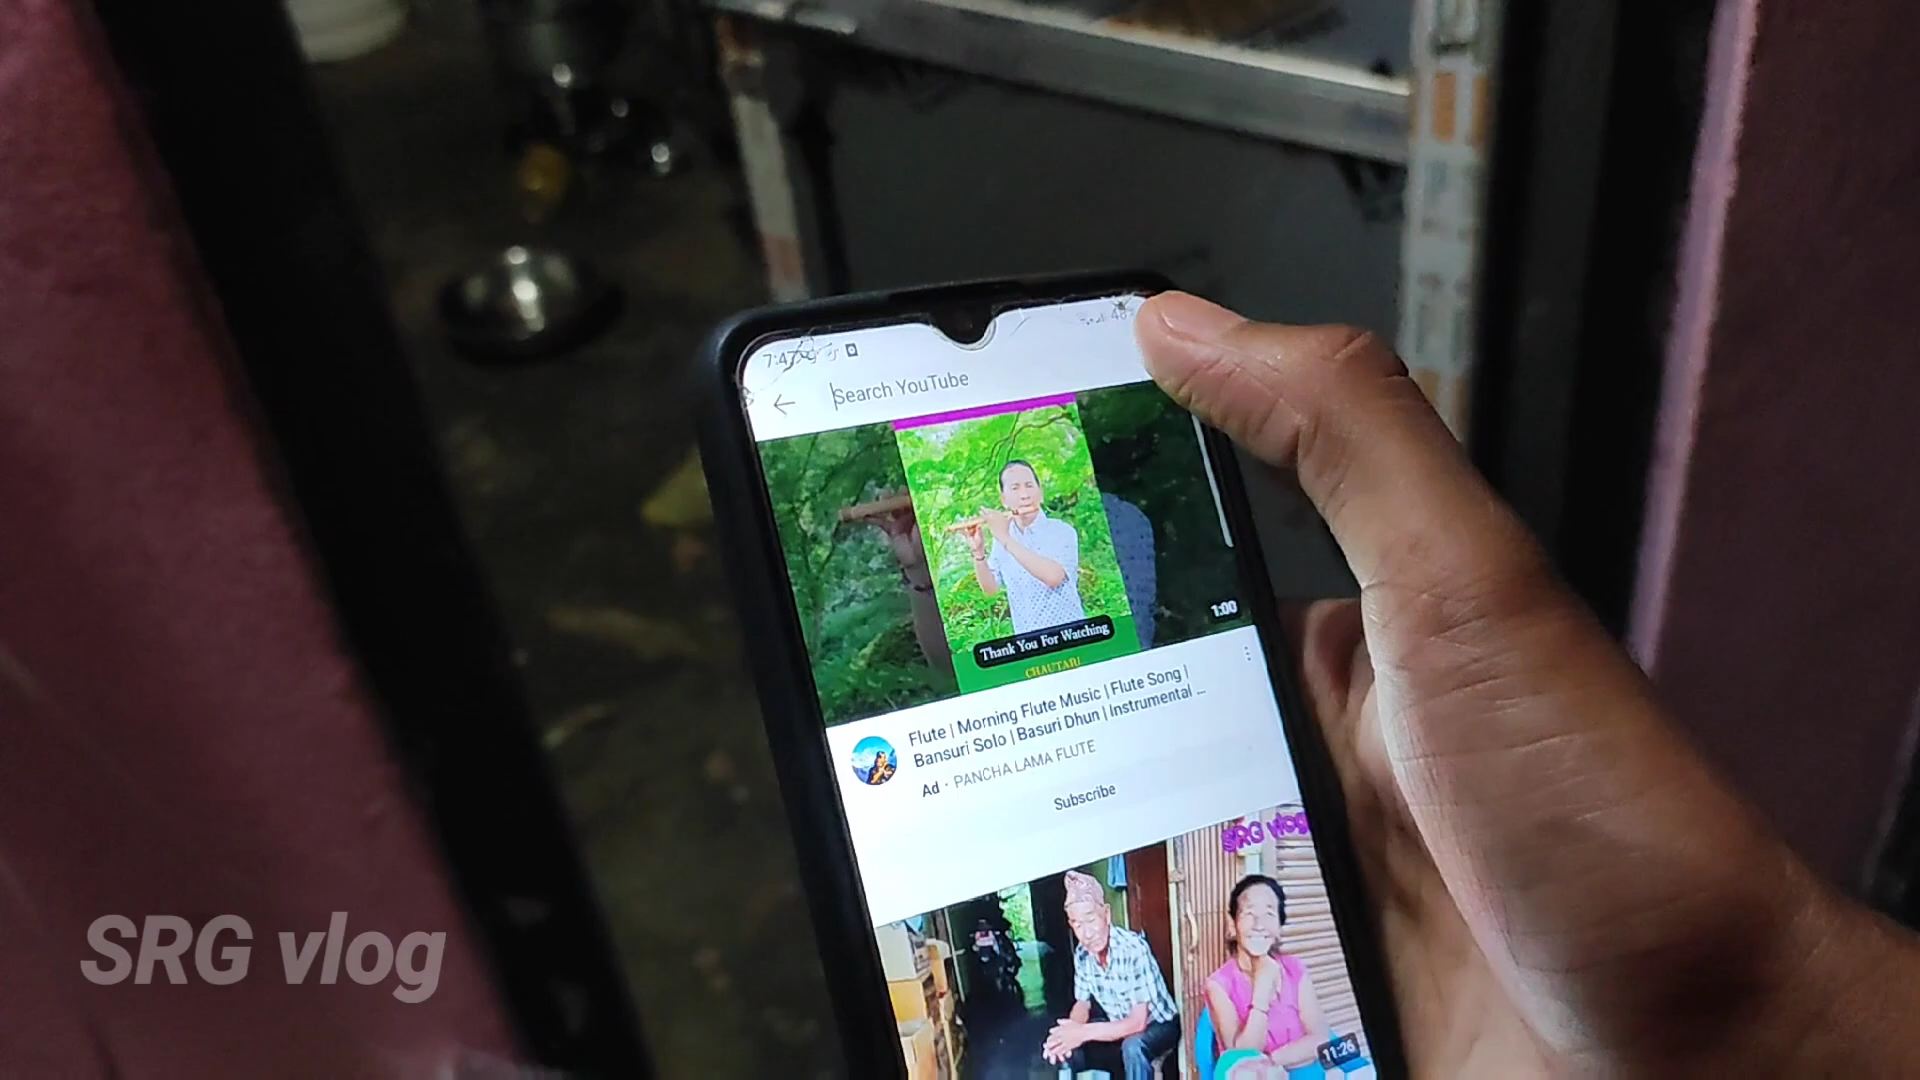 7:47
Search YouTube
1:00
Thank You For Watching
CHAUTARI
Flute | Morning Flute Music | Flute Song |
Bansuri Solo | Basuri Dhun | Instrumental ...
Ad · PANCHA LAMA FLUTE
Subscribe
SRG vlog
11:26
SRG vlog